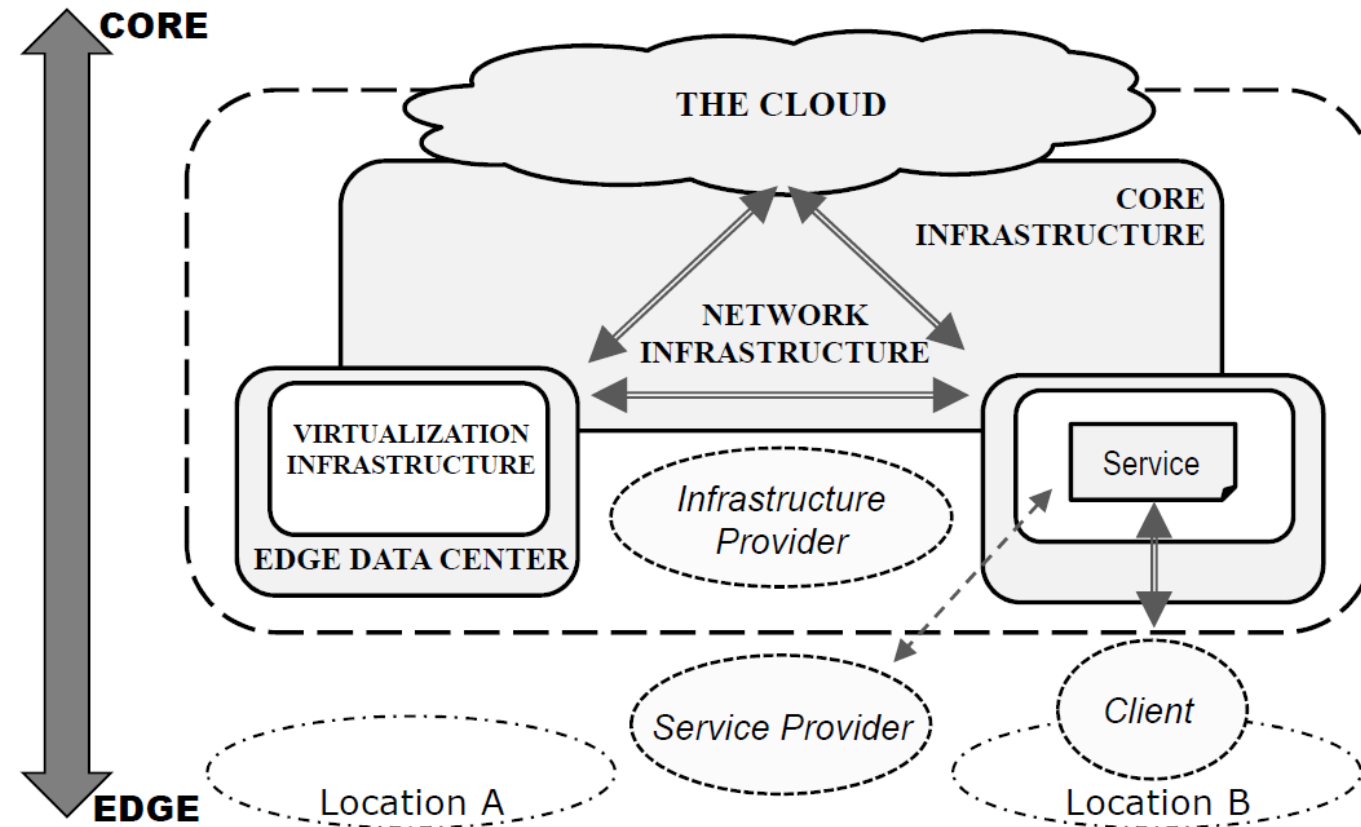 CORE
THE CLOUD
CORE
INFRASTRUCTURE
NETWORK
INFRASTRUCTURE
VIRTUALIZATION
INFRASTRUCTURE
EDGE DATA CENTER
Service
Infrastructure
Provider
Service Provider
Client
Location A
Location B
EDGE